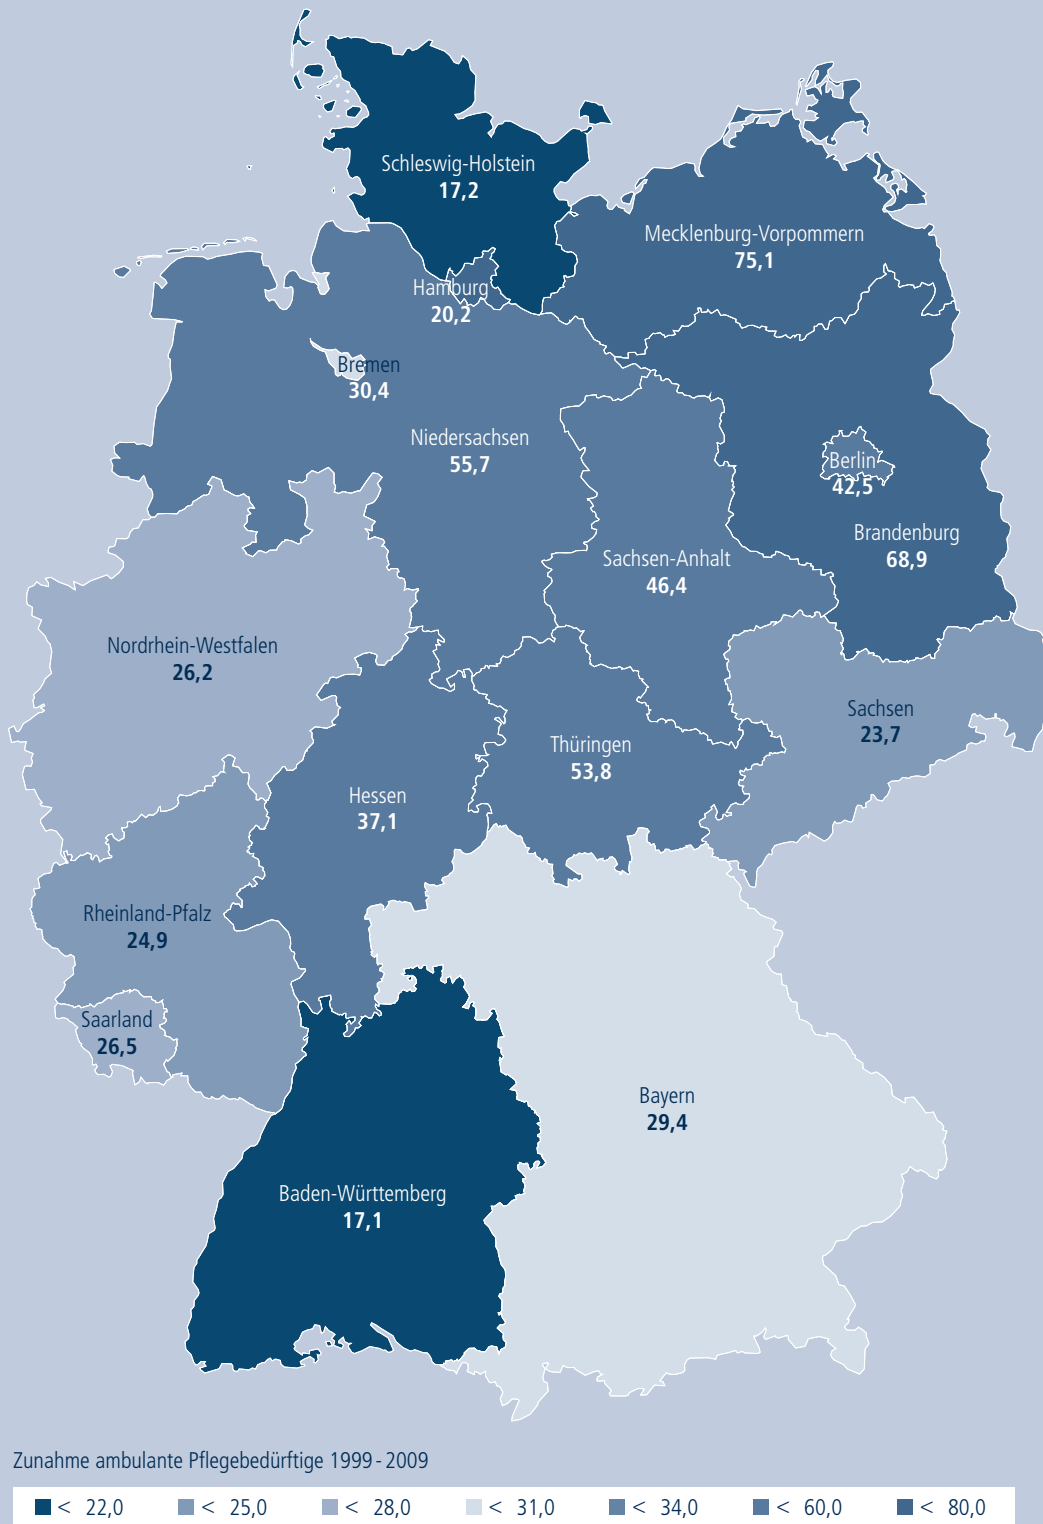 Schleswig-Holstein
17,2
Mecklenburg-Vorpommern
75,1
Hamburg
20,2
Bremen
30,4
Niedersachsen
55,7
Berlin
42,5
Brandenburg
68,9
Sachsen-Anhalt
46,4
Nordrhein-Westfalen
26,2
Sachsen
23,7
Thüringen
53,8
Hessen
37,1
Rheinland-Pfalz
24,9
Saarland
26,5
Bayern
29,4
Baden-Württemberg
17,1
Zunahme ambulante Pflegebedürftige 1999 - 2009
< 22,0 < 25,0 < 28,0 < 31,0 < 34,0 < 60,0 < 80,0